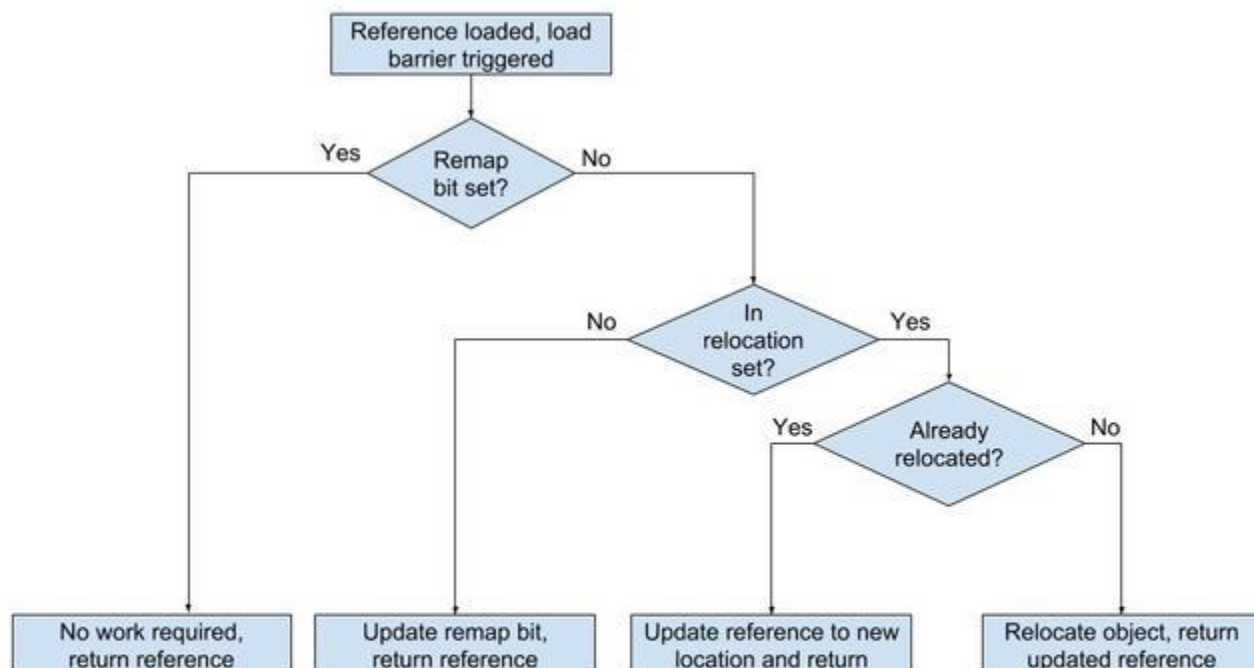 Reference loaded, load
barrier triggered
Yes
Remap
bit set?
No
No
In
relocation
set?
Yes
Yes
Already
relocated?
No
No work required,
return reference
Update remap bit,
return reference
Update reference to new
location and return
Relocate object, return
updated reference